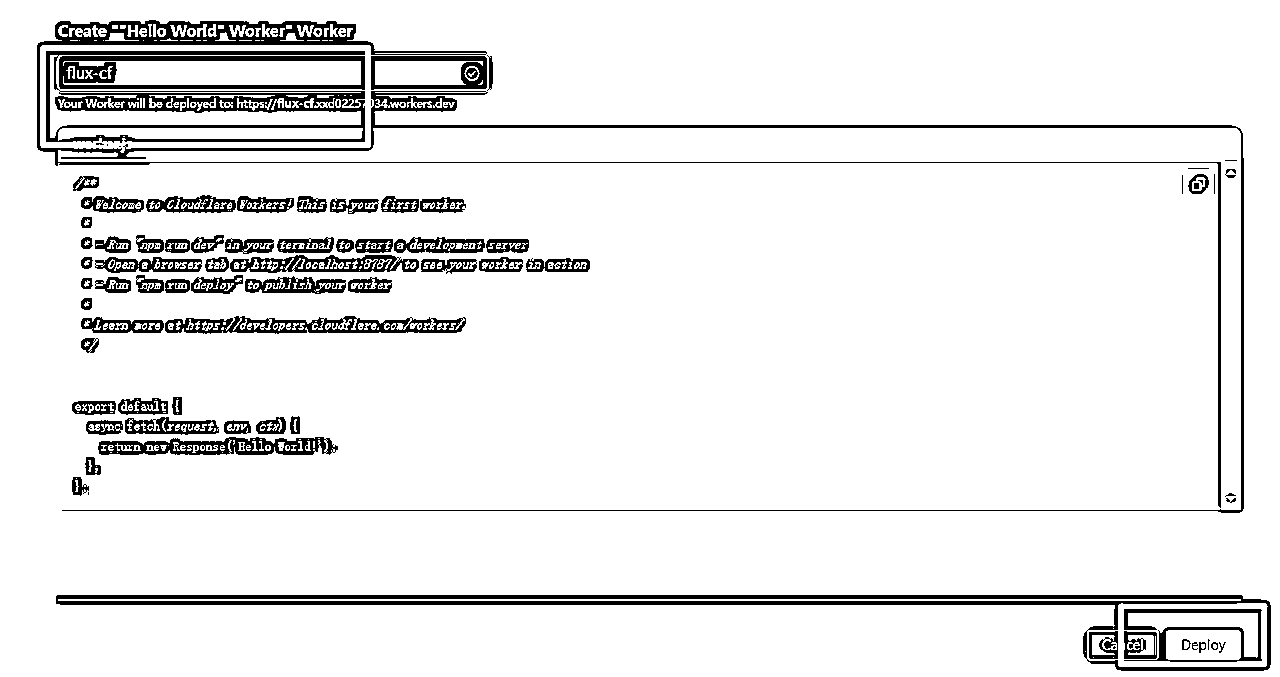 Create ""Hello World" Worker" Worker
flux-cf
Your Worker will be deployed to: https://flux-cf.xxd02257034.workers.dev
worker.js
/**
* Welcome to Cloudflare Workers! This is your first worker.
*
* - Run "npm run dev" in your terminal to start a development server
* - Open a browser tab at http://localhost:8787/ to see your worker in action
* - Run "npm run deploy" to publish your worker
*
* Learn more at https://developers.cloudflare.com/workers/
*/
export default {
async fetch(request, env, ctx) {
return new Response('Hello World!');
},
};
Cancel Deploy